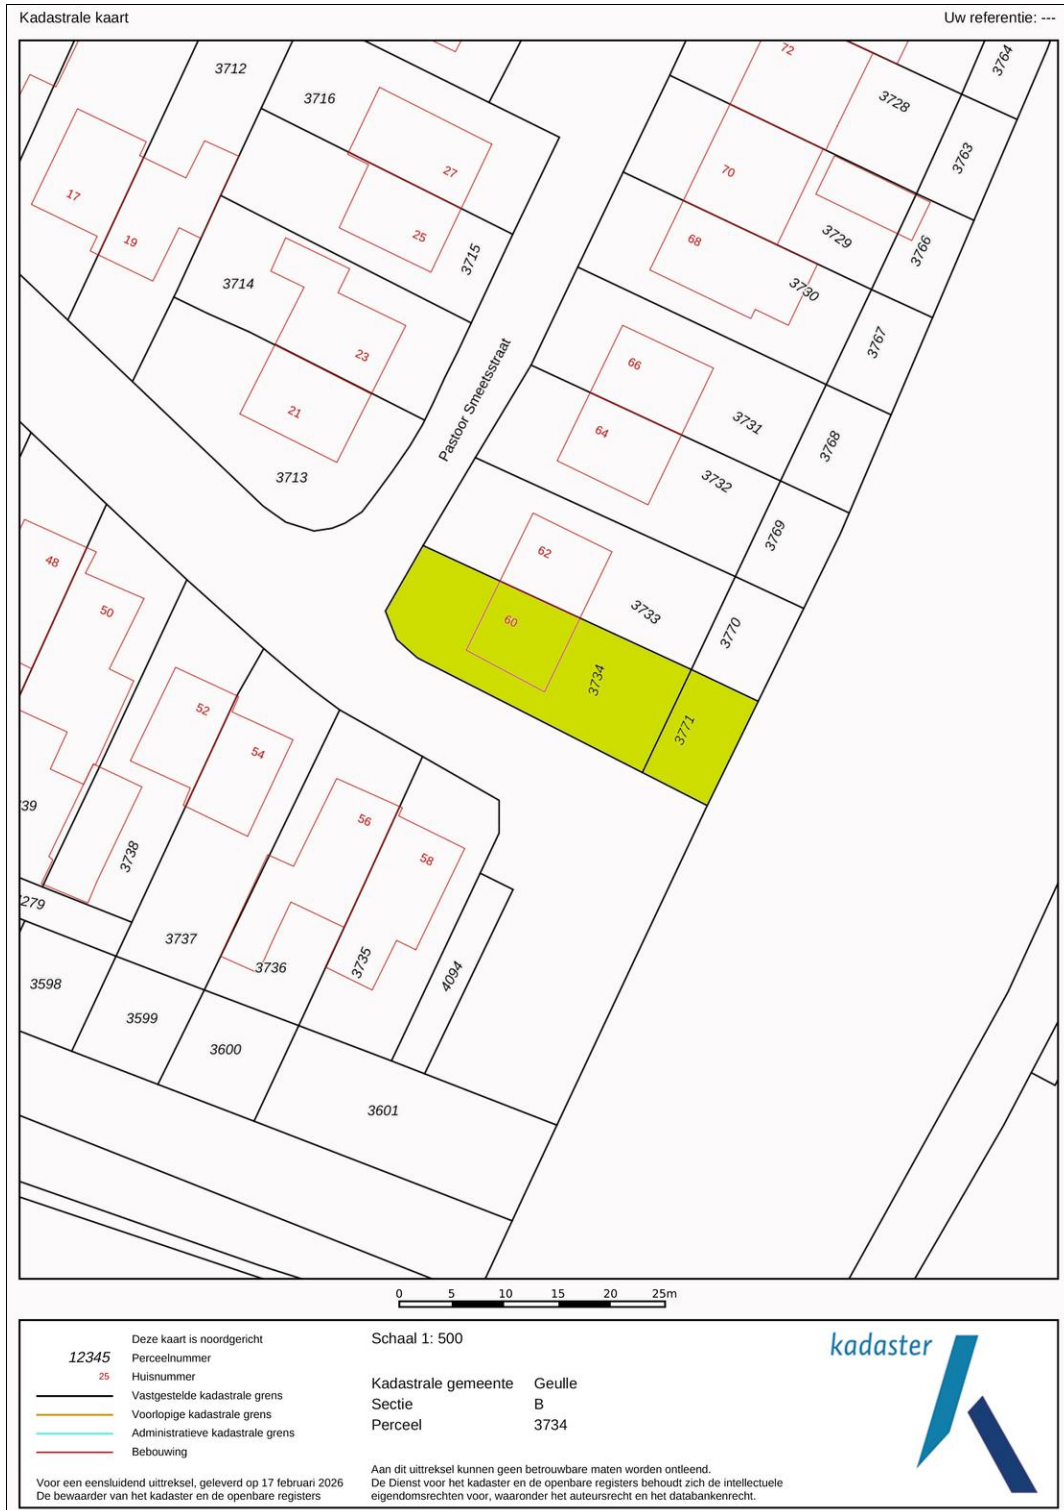 Kadastrale kaart
Uw referentie: ---
3712
3716
72
3764
3728
3763
27
17
19
25
70
3715
68
3729
3766
3714
3730
23
66
3767
21
Pastoor Smeetsstraat
64
3731
3768
3713
3732
3769
48
62
50
60
3733
3770
3734
52
3771
54
39
56
58
3738
279
3737
3736
3735
4094
3598
3599
3600
3601
0 5 10 15 20 25m
Deze kaart is noordgericht
12345 Perceelnummer
25 Huisnummer
Vastgestelde kadastrale grens
Voorlopige kadastrale grens
Administratieve kadastrale grens
Bebouwing
Voor een eensluidend uittreksel, geleverd op 17 februari 2026
De bewaarder van het kadaster en de openbare registers
Schaal 1: 500
Kadastrale gemeente Geulle
Sectie B
Perceel 3734
Aan dit uittreksel kunnen geen betrouwbare maten worden ontleend.
De Dienst voor het kadaster en de openbare registers behoudt zich de intellectuele
eigendomsrechten voor, waaronder het auteursrecht en het databankenrecht.
kadaster